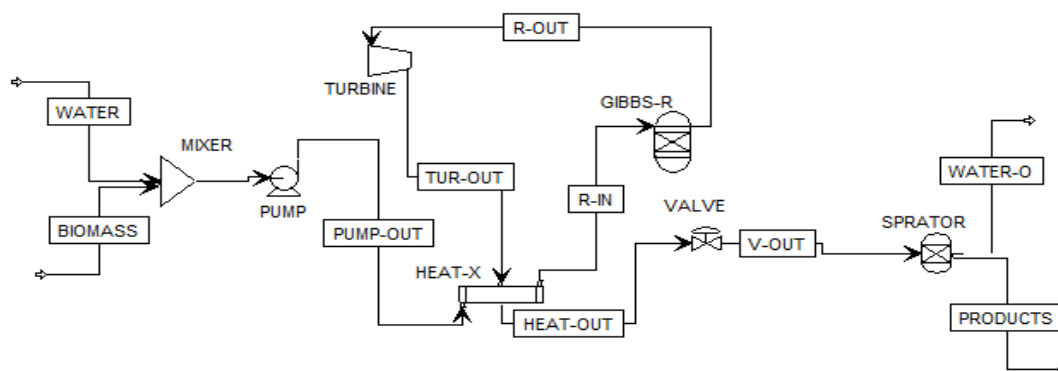 R-OUT
TURBINE
GIBBS-R
WATER
MIXER
TUR-OUT
WATER-O
R-IN
VALVE
PUMP
SPRATOR
BIOMASS
PUMP-OUT
V-OUT
HEAT-X
HEAT-OUT
PRODUCTS